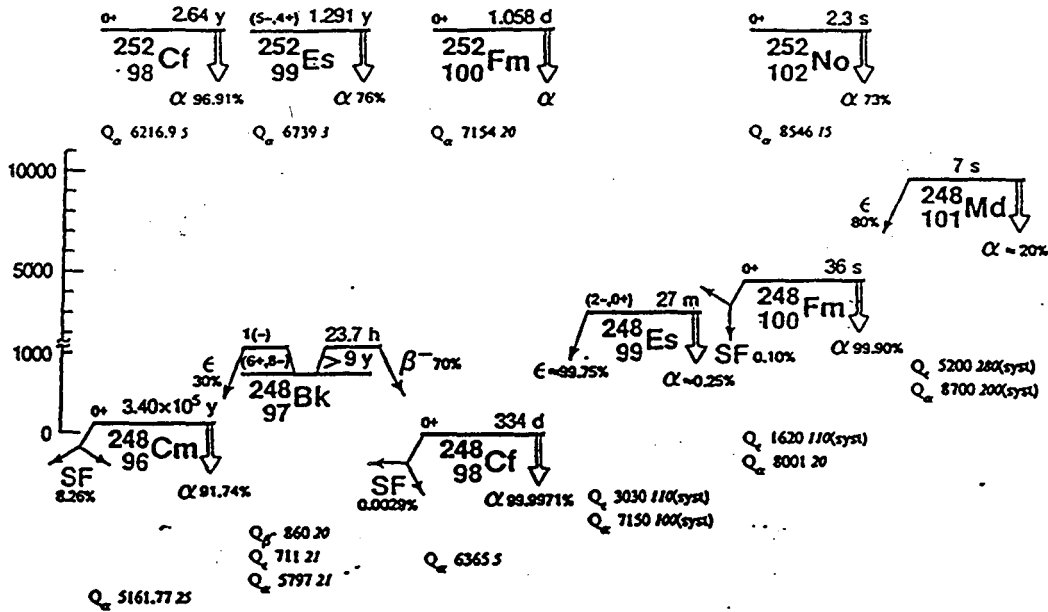 0+ 2.64 y
252 98 Cf
α 96.91%
Qα 6216.9 5
(5-,4+) 1.291 y
252 99 Es
α 76%
Qα 6739 3
0+ 1.058 d
252 100 Fm
α
Qα 7154 20
0+ 2.3 s
252 102 No
α 73%
Qα 8546 15
10000
5000
1000
0
7 s
248 101 Md
ϵ 80%
α ≈ 20%
Qϵ 5200 280(syst)
Qα 8700 200(syst)
0+ 36 s
248 100 Fm
SF 0.10%
α 99.90%
Qϵ 1620 110(syst)
Qα 8001 20
(2-,0+) 27 m
248 99 Es
ϵ ≈99.75%
α≈0.25%
Qϵ 3030 110(syst)
Qα 7150 100(syst)
1(-) 23.7 h
(6+,8-) > 9 y
248 97 Bk
ϵ 30%
β- 70%
Qβ- 860 20
Qϵ 711 21
Qα 5797 21
0+ 3.40×10⁵ y
248 96 Cm
SF 8.26%
α 91.74%
Qα 5161.77 25
0+ 334 d
248 98 Cf
SF 0.0029%
α 99.9971%
Qα 6365 5